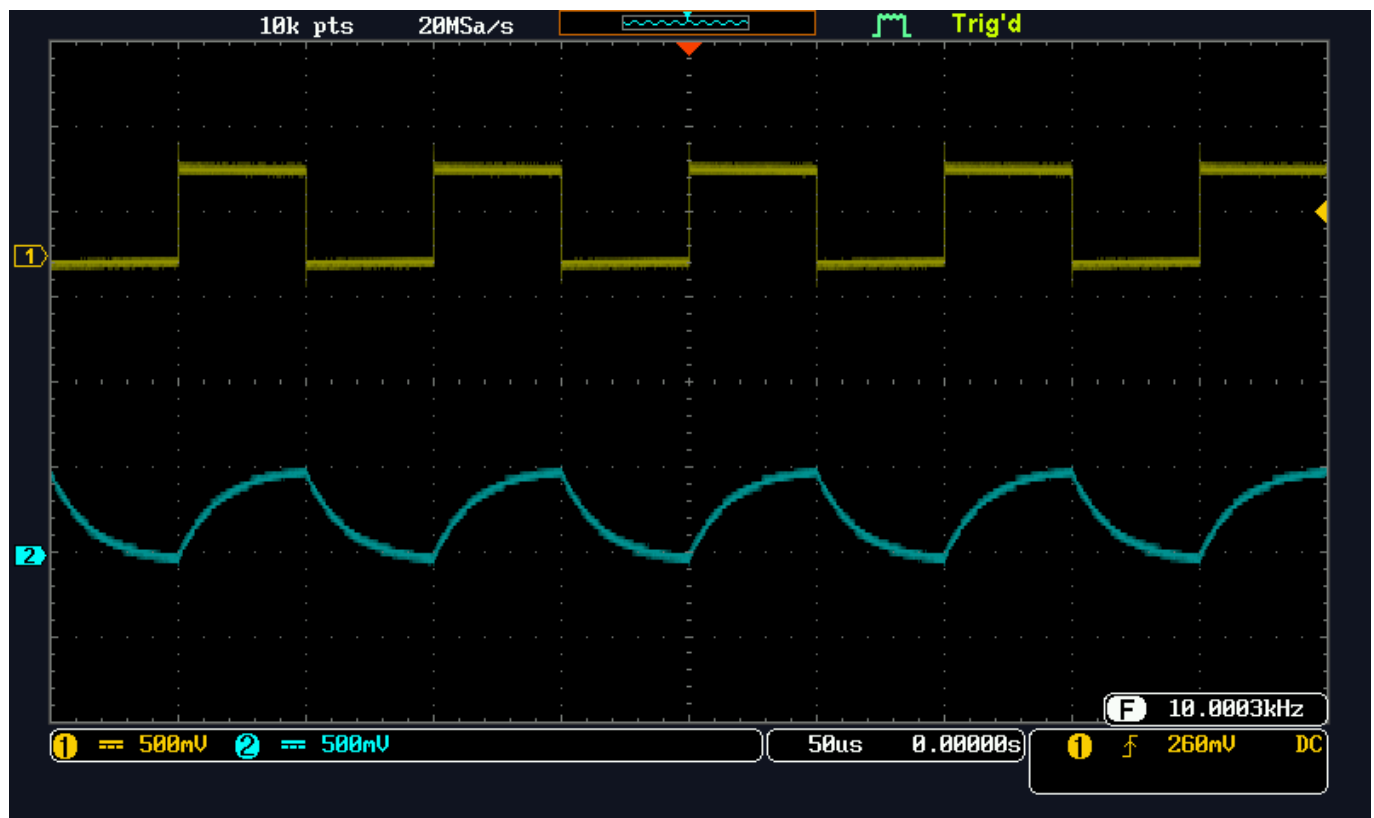 10k pts 20MSa/s Trig'd
1
2
F 10.0003kHz
1 500mV 2 500mV 50us 0.00000s 1 260mV DC